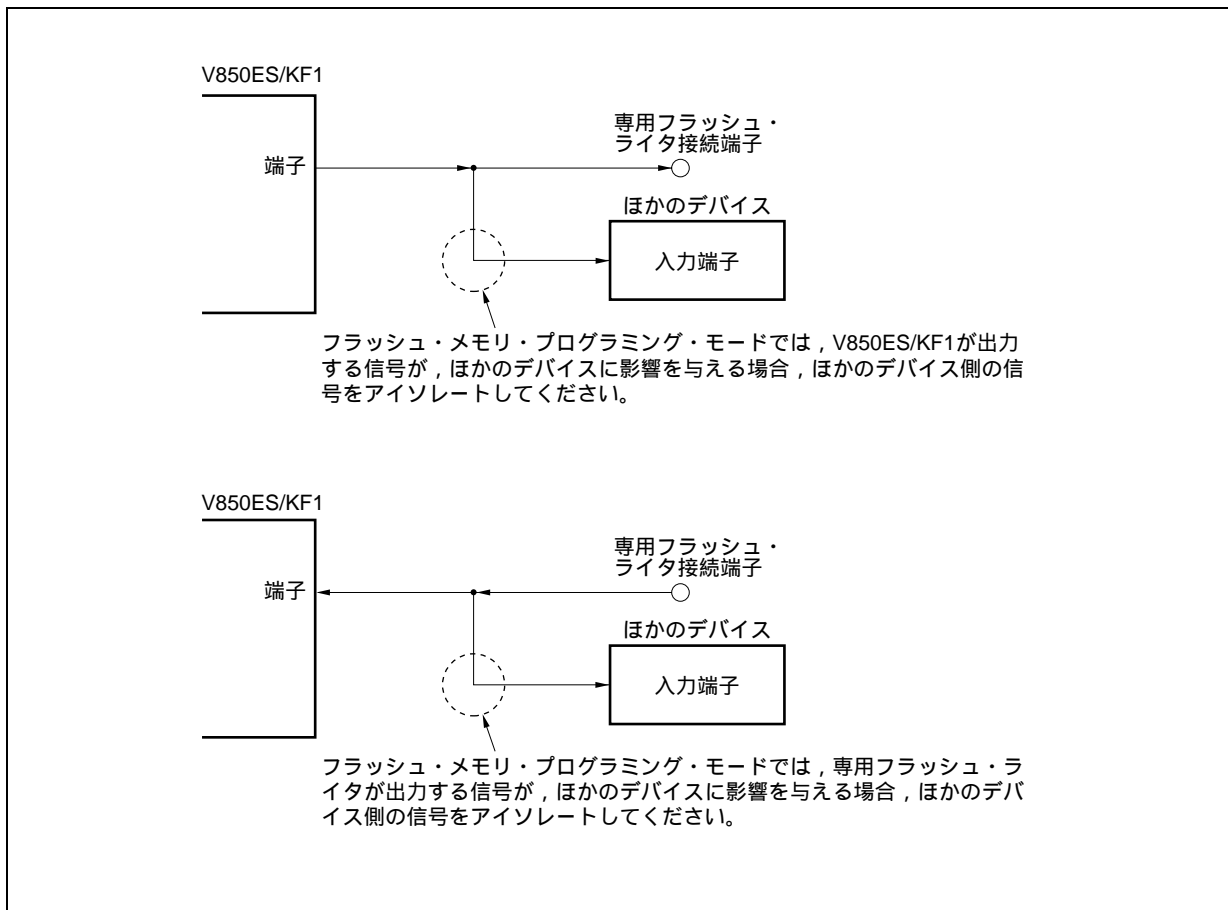 V850ES/KF1
端子
専用フラッシュ・
ライタ接続端子
ほかのデバイス
入力端子
フラッシュ・メモリ・プログラミング・モードでは，V850ES/KF1が出力
する信号が，ほかのデバイスに影響を与える場合，ほかのデバイス側の信
号をアイソレートしてください。
V850ES/KF1
端子
専用フラッシュ・
ライタ接続端子
ほかのデバイス
入力端子
フラッシュ・メモリ・プログラミング・モードでは，専用フラッシュ・ラ
イタが出力する信号が，ほかのデバイスに影響を与える場合，ほかのデバ
イス側の信号をアイソレートしてください。